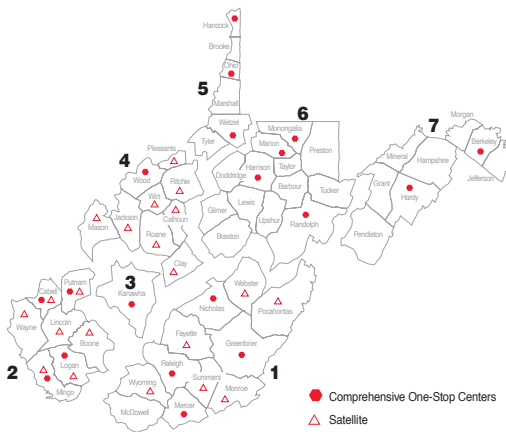 Hancock
Brooke
Ohio
Marshall
5
Wetzel
Tyler
6
Monongalia
Marion
Preston
Taylor
Harrison
Doddridge
Barbour
Tucker
Lewis
Gilmer
Upshur
Randolph
Braxton
7
Morgan
Berkeley
Jefferson
Mineral
Hampshire
Grant
Hardy
Pendleton
4
Pleasants
Wood
Ritchie
Wirt
Jackson
Calhoun
Mason
Roane
Clay
3
Kanawha
Putnam
Cabell
Wayne
Lincoln
Boone
2
Logan
Mingo
Webster
Nicholas
Pocahontas
Fayette
Greenbrier
Raleigh
1
Summers
Wyoming
Monroe
McDowell
Mercer
Comprehensive One-Stop Centers
Satellite